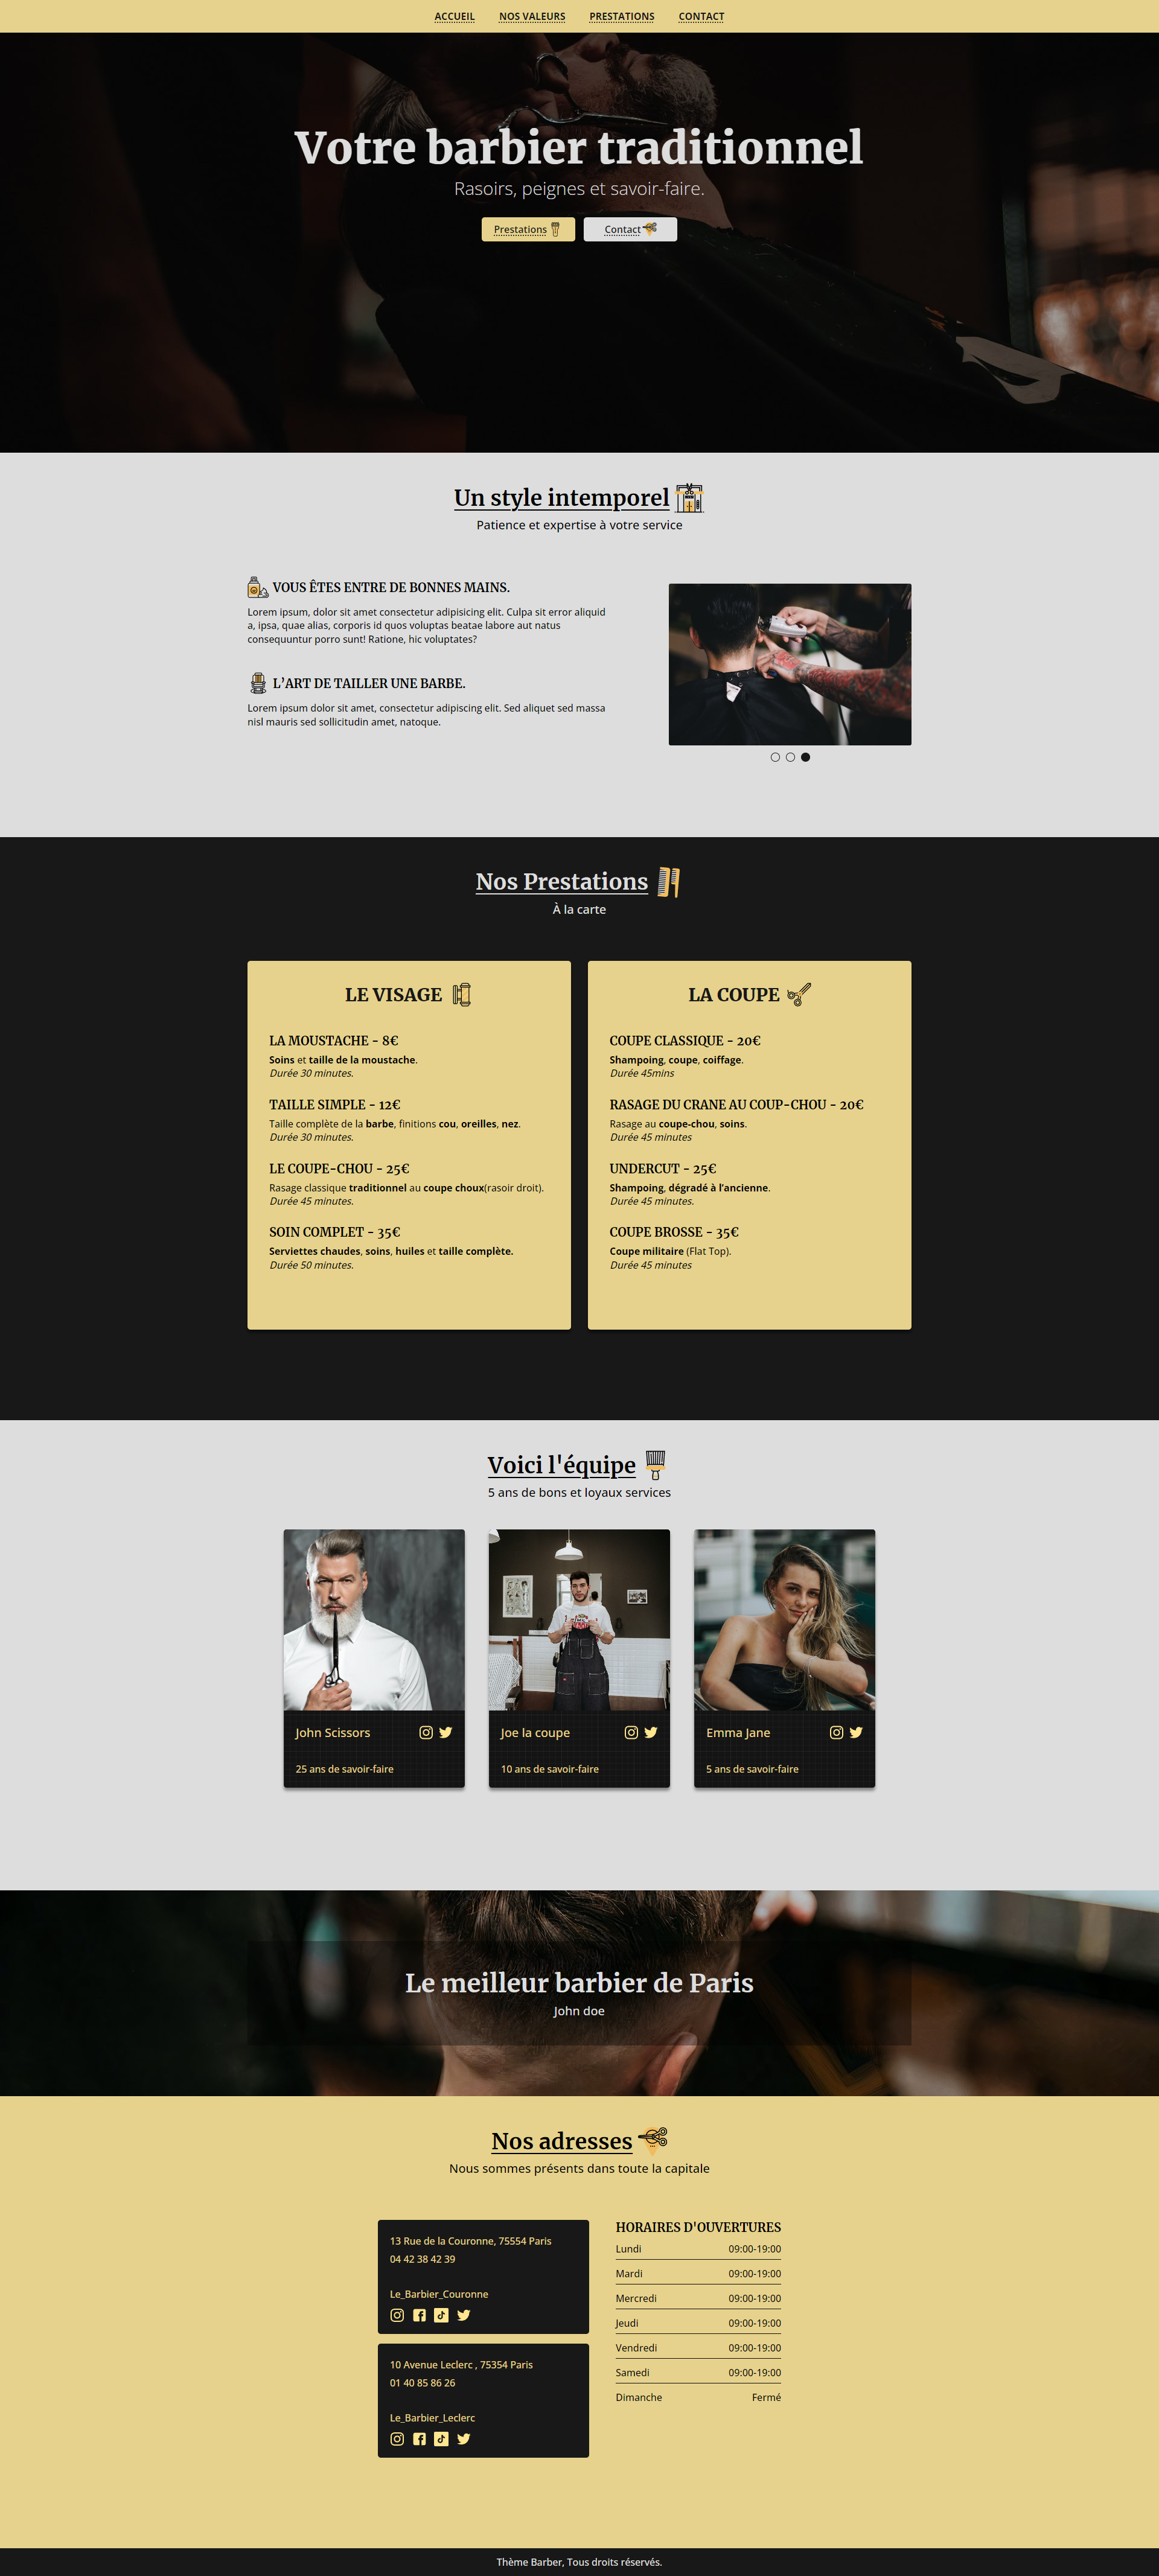 ACCUEIL NOS VALEURS PRESTATIONS CONTACT
Votre barbier traditionnel
Rasoirs, peignes et savoir-faire.
Prestations Contact
Un style intemporel
Patience et expertise à votre service
VOUS ÊTES ENTRE DE BONNES MAINS.
Lorem ipsum, dolor sit amet consectetur adipisicing elit. Culpa sit error aliquid
a, ipsa, quae alias, corporis id quos voluptas beatae labore aut natus
consequuntur porro sunt! Ratione, hic voluptates?
L’ART DE TAILLER UNE BARBE.
Lorem ipsum dolor sit amet, consectetur adipiscing elit. Sed aliquet sed massa
nisl mauris sed sollicitudin amet, natoque.
Nos Prestations
À la carte
LE VISAGE
LA MOUSTACHE - 8€
Soins et taille de la moustache.
Durée 30 minutes.
TAILLE SIMPLE - 12€
Taille complète de la barbe, finitions cou, oreilles, nez.
Durée 30 minutes.
LE COUPE-CHOU - 25€
Rasage classique traditionnel au coupe choux(rasoir droit).
Durée 45 minutes.
SOIN COMPLET - 35€
Serviettes chaudes, soins, huiles et taille complète.
Durée 50 minutes.
LA COUPE
COUPE CLASSIQUE - 20€
Shampoing, coupe, coiffage.
Durée 45mins
RASAGE DU CRANE AU COUP-CHOU - 20€
Rasage au coupe-chou, soins.
Durée 45 minutes
UNDERCUT - 25€
Shampoing, dégradé à l’ancienne.
Durée 45 minutes.
COUPE BROSSE - 35€
Coupe militaire (Flat Top).
Durée 45 minutes
Voici l'équipe
5 ans de bons et loyaux services
John Scissors
25 ans de savoir-faire
Joe la coupe
10 ans de savoir-faire
Emma Jane
5 ans de savoir-faire
Le meilleur barbier de Paris
John doe
Nos adresses
Nous sommes présents dans toute la capitale
13 Rue de la Couronne, 75554 Paris
04 42 38 42 39
Le_Barbier_Couronne
10 Avenue Leclerc , 75354 Paris
01 40 85 86 26
Le_Barbier_Leclerc
HORAIRES D'OUVERTURES
Lundi 09:00-19:00
Mardi 09:00-19:00
Mercredi 09:00-19:00
Jeudi 09:00-19:00
Vendredi 09:00-19:00
Samedi 09:00-19:00
Dimanche Fermé
Thème Barber, Tous droits réservés.